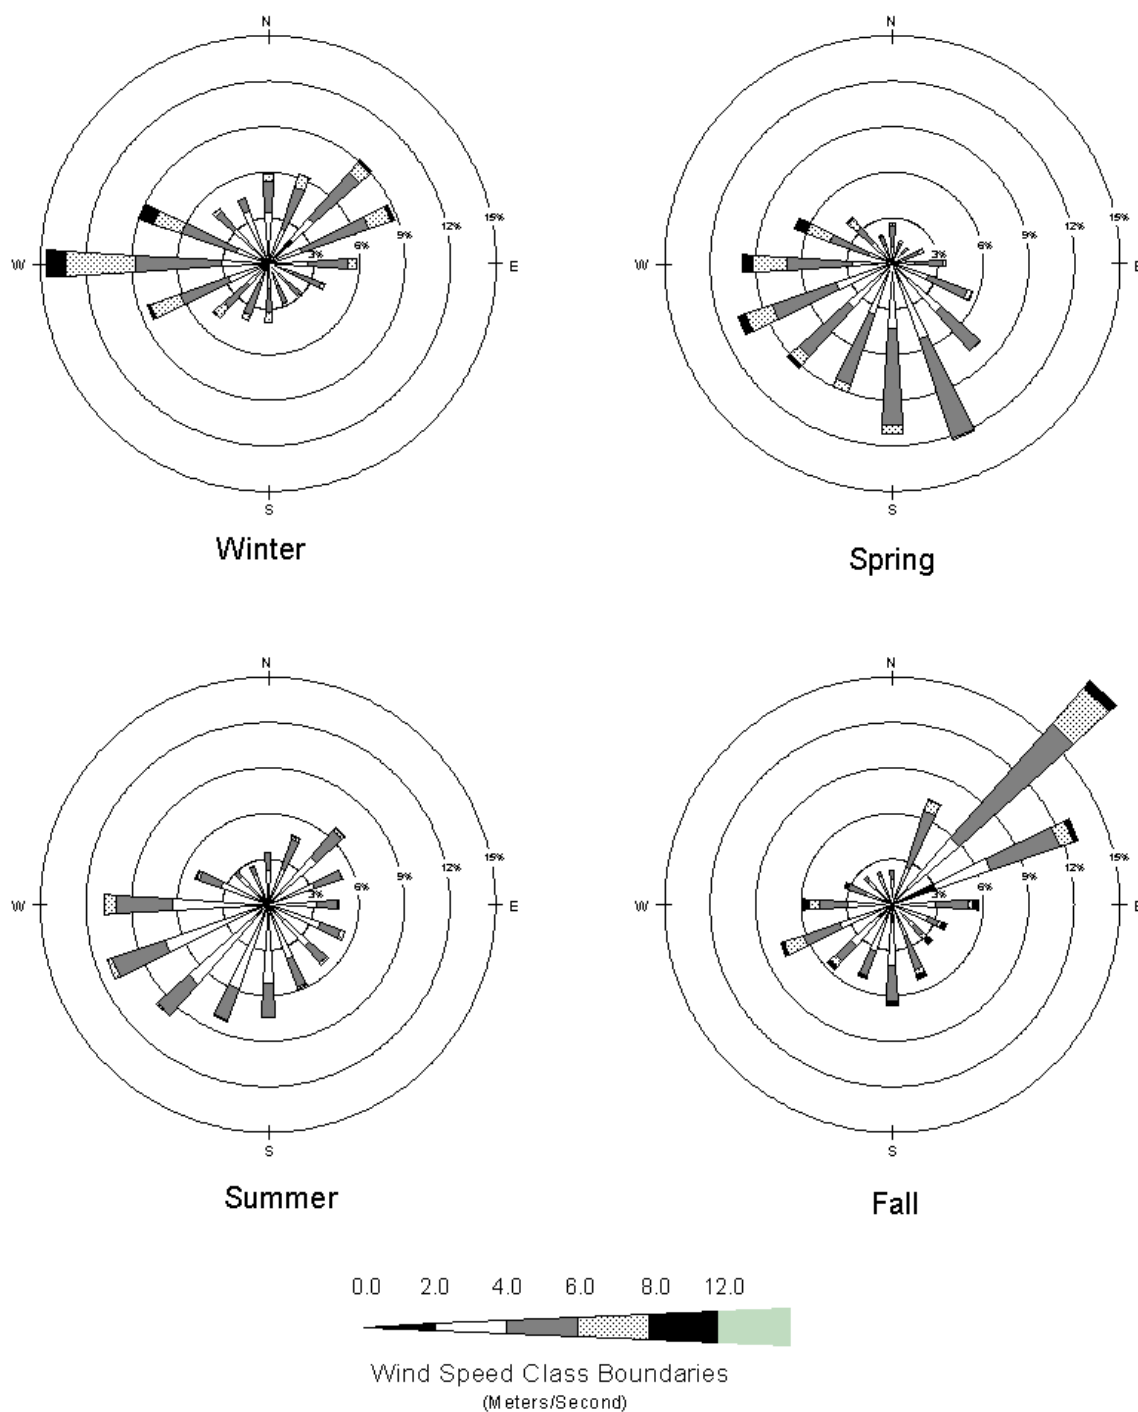 N N
15% 15%
12% 12%
9% 9%
6% 6%
3% 3%
W E W E
S S
Winter
Spring
N N
15% 15%
12% 12%
9% 9%
6% 6%
3% 3%
W E W E
S S
Summer Fall
0.0 2.0 4.0 6.0 8.0 12.0
Wind Speed Class Boundaries
(Meters/Second)